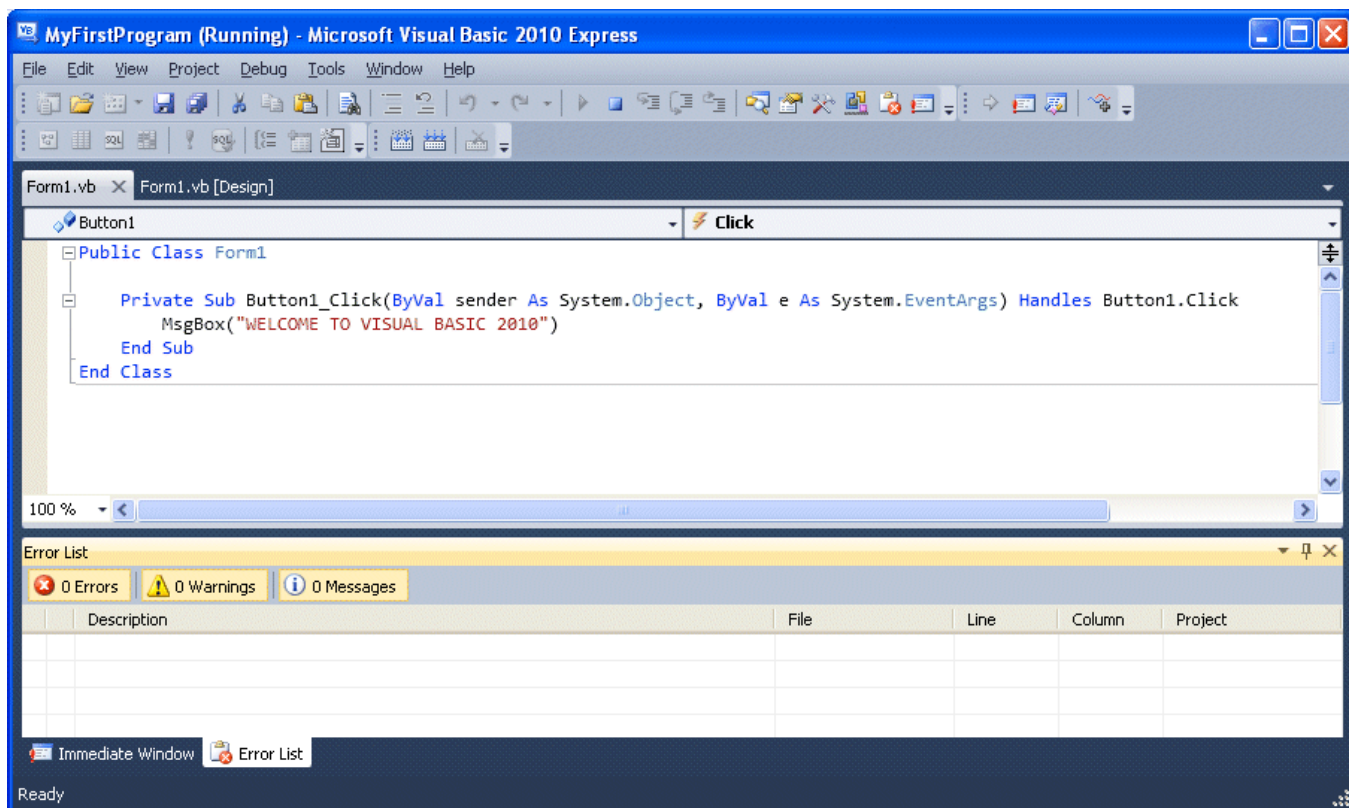 MyFirstProgram (Running) - Microsoft Visual Basic 2010 Express
File Edit View Project Debug Tools Window Help
Form1.vb Form1.vb [Design]
Button1 Click
Public Class Form1
Private Sub Button1_Click(ByVal sender As System.Object, ByVal e As System.EventArgs) Handles Button1.Click
MsgBox("WELCOME TO VISUAL BASIC 2010")
End Sub
End Class
100 %
Error List
0 Errors 0 Warnings 0 Messages
Description File Line Column Project
Immediate Window Error List
Ready